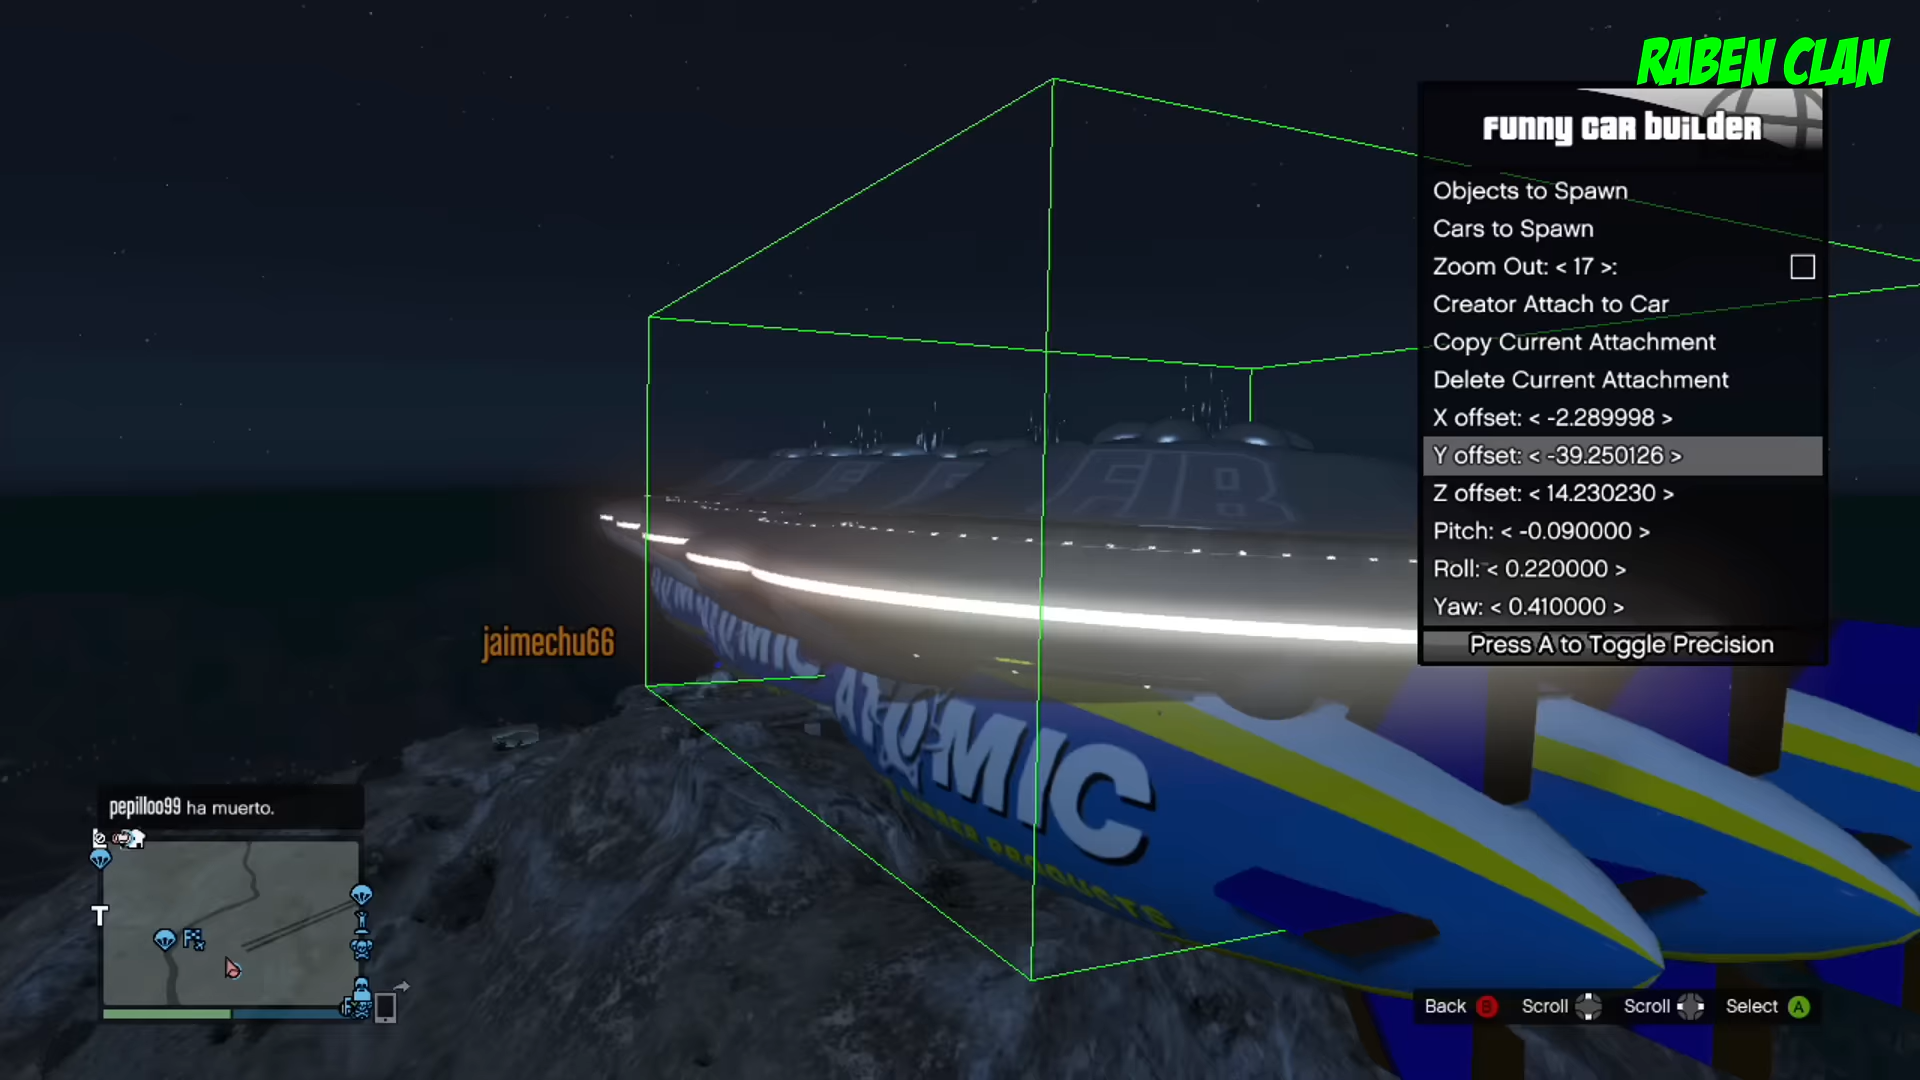 RABEN CLAN
Funny Car Builder
Objects to Spawn
Cars to Spawn
Zoom Out: < 17 >:
Creator Attach to Car
Copy Current Attachment
Delete Current Attachment
X offset: < -2.289998 >
Y offset: < -39.250126 >
Z offset: < 14.230230 >
Pitch: < -0.090000 >
Roll: < 0.220000 >
Yaw: < 0.410000 >
Press A to Toggle Precision
jaimechu66
ATOMIC
PRODUCTS
pepilloo99 ha muerto.
T
Back B Scroll Scroll Select A